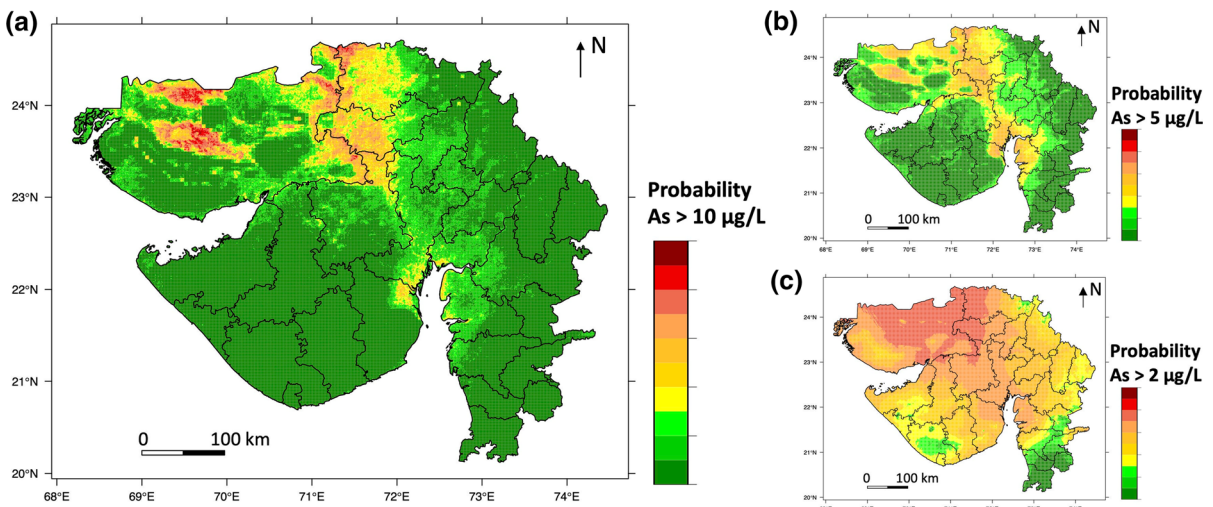 (a)
N
24°N
23°N
22°N
21°N
20°N
0 100 km
68°E 69°E 70°E 71°E 72°E 73°E 74°E
Probability
As > 10 µg/L
(b)
N
24°N
23°N
22°N
21°N
20°N
0 100 km
68°E 69°E 70°E 71°E 72°E 73°E 74°E
Probability
As > 5 µg/L
(c)
N
24°N
23°N
22°N
21°N
20°N
0 100 km
Probability
As > 2 µg/L